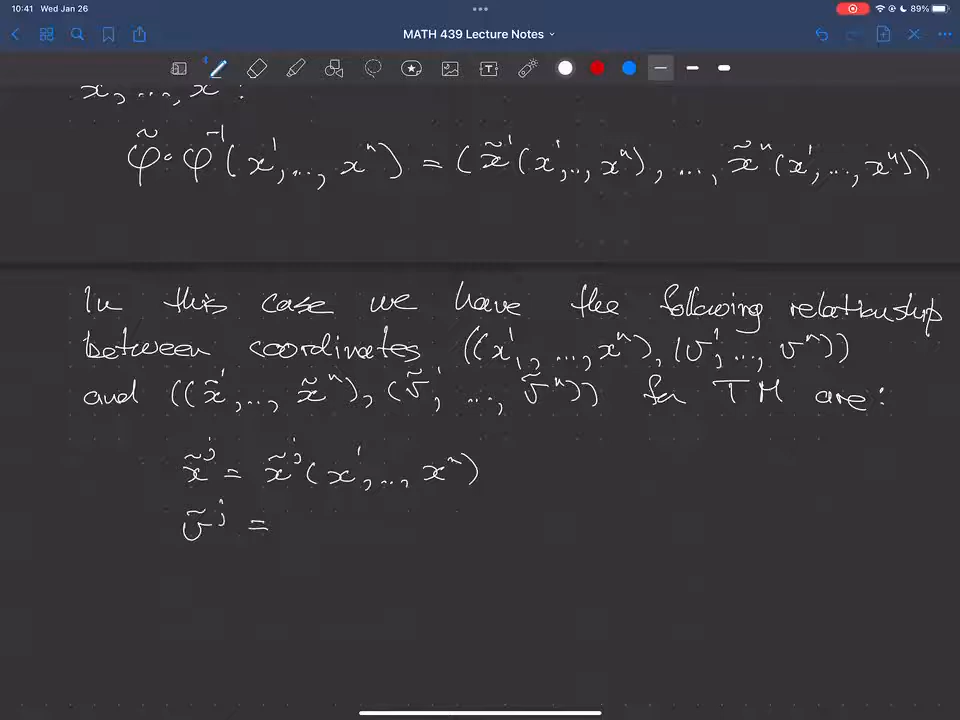 10:41 Wed Jan 26
89%
MATH 439 Lecture Notes
x, ..., x :
φ̃ ∘ φ⁻¹ (x¹, ..., xⁿ) = (x̃¹(x¹, .., xⁿ), ..., x̃ⁿ(x¹, ..., xⁿ))
In this case we have the following relationship
between coordinates ((x¹, ..., xⁿ), (v¹, ..., vⁿ))
and ((x̃¹, ..., x̃ⁿ), (ṽ¹, ..., ṽⁿ)) for TM are:
x̃ʲ = x̃ʲ(x¹, ..., xⁿ)
ṽʲ =